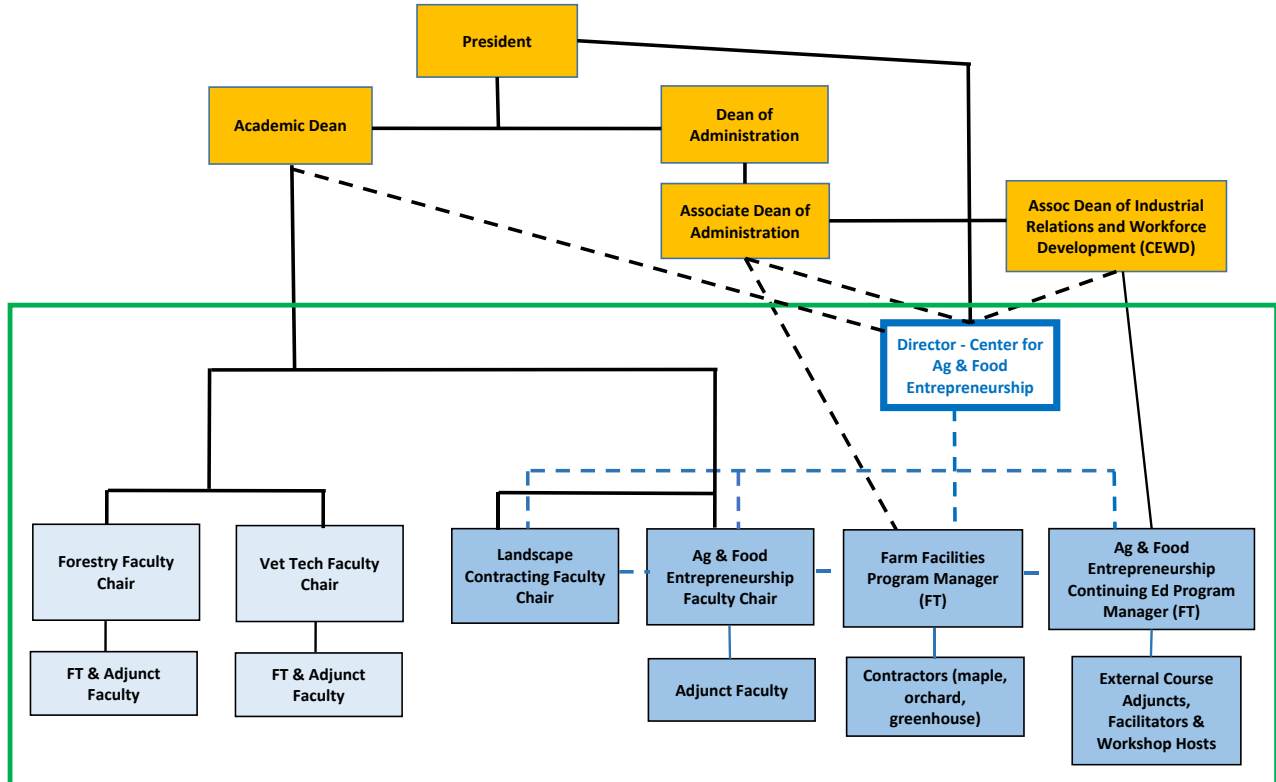 President
Academic Dean
Dean of
Administration
Associate Dean of
Administration
Assoc Dean of Industrial
Relations and Workforce
Development (CEWD)
Director - Center for
Ag & Food
Entrepreneurship
Forestry Faculty
Chair
Vet Tech Faculty
Chair
Landscape
Contracting Faculty
Chair
Ag & Food
Entrepreneurship
Faculty Chair
Farm Facilities
Program Manager
(FT)
Ag & Food
Entrepreneurship
Continuing Ed Program
Manager (FT)
FT & Adjunct
Faculty
FT & Adjunct
Faculty
Adjunct Faculty
Contractors (maple,
orchard,
greenhouse)
External Course
Adjuncts,
Facilitators &
Workshop Hosts